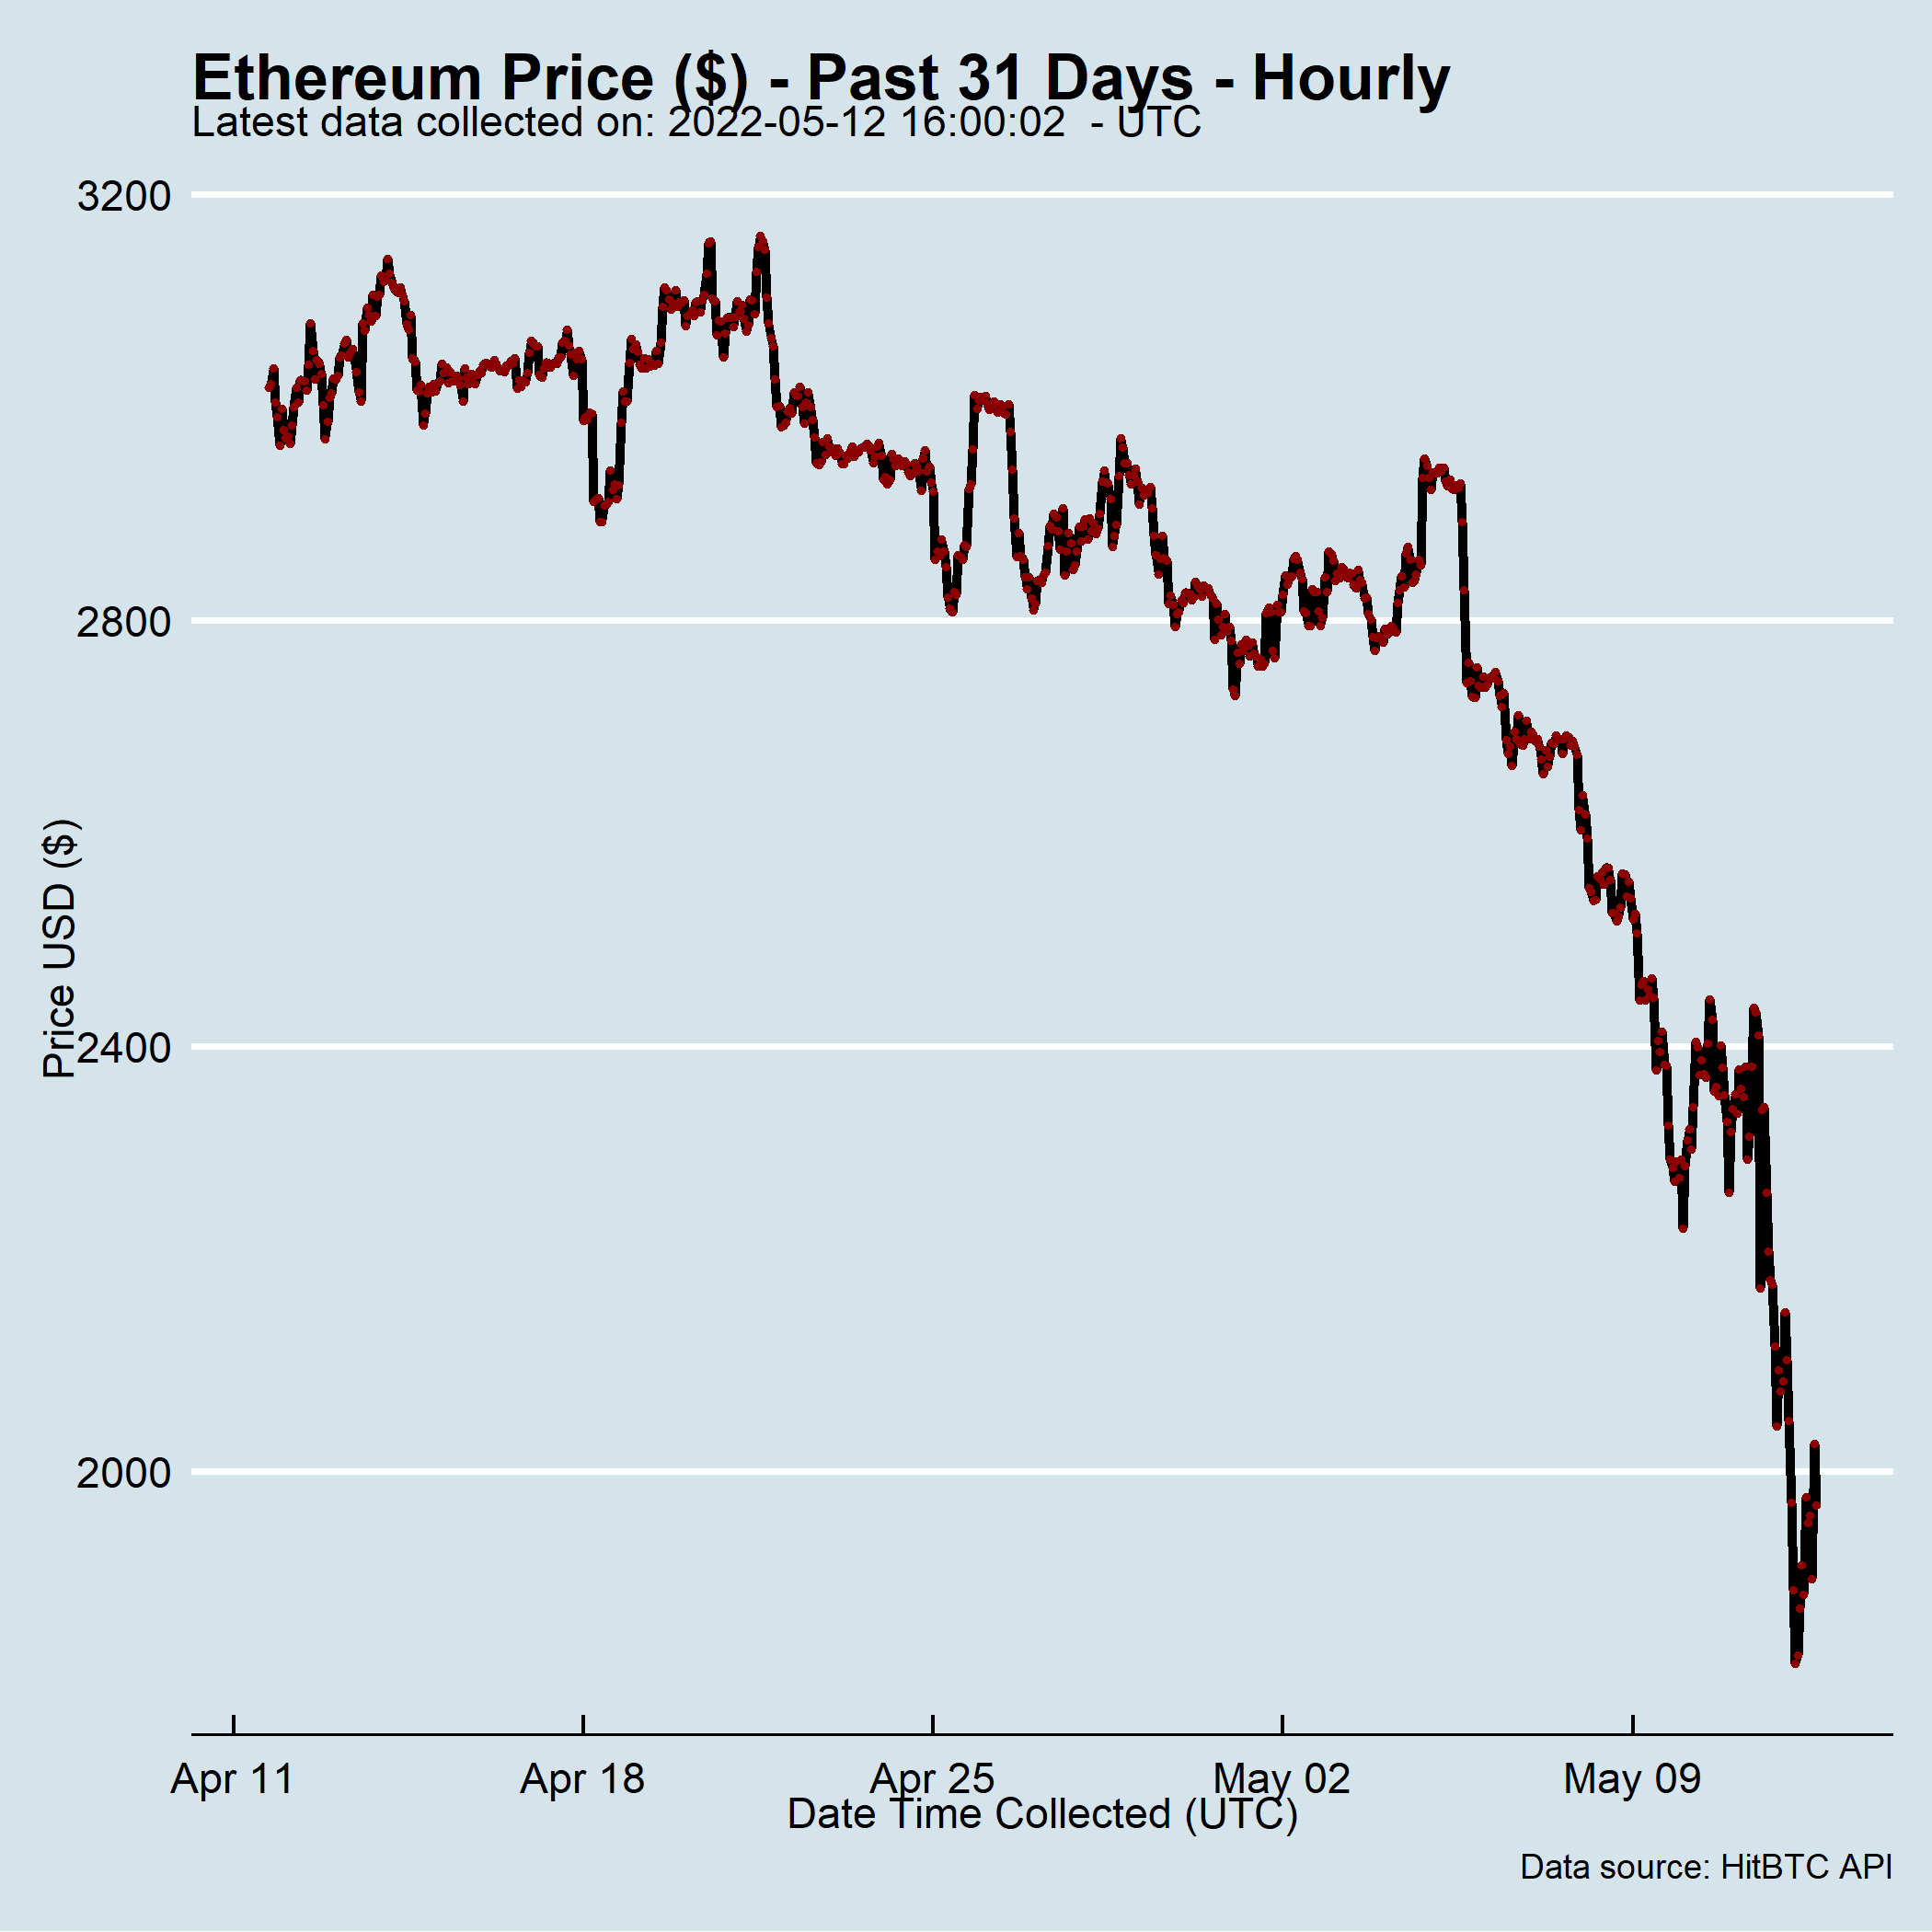 Ethereum Price ($) - Past 31 Days - Hourly
Latest data collected on: 2022-05-12 16:00:02  - UTC
3200
2800
2400
2000
Price USD ($)
Apr 11
Apr 18
Apr 25
May 02
May 09
Date Time Collected (UTC)
Data source: HitBTC API